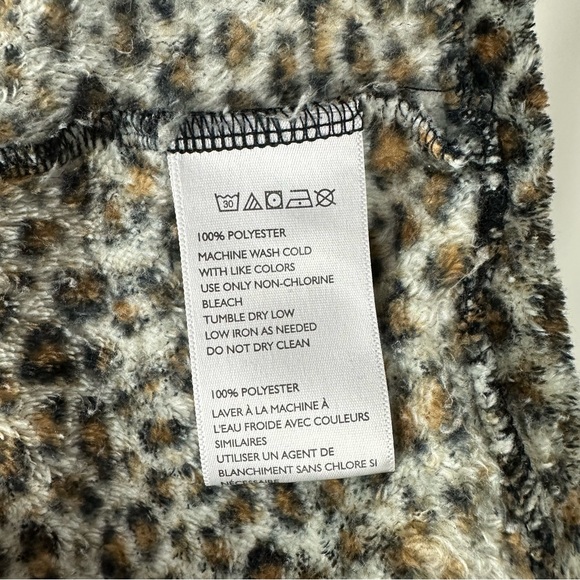 30
100% POLYESTER
MACHINE WASH COLD
WITH LIKE COLORS
USE ONLY NON-CHLORINE
BLEACH
TUMBLE DRY LOW
LOW IRON AS NEEDED
DO NOT DRY CLEAN
100% POLYESTER
LAVER À LA MACHINE À
L'EAU FROIDE AVEC COULEURS
SIMILAIRES
UTILISER UN AGENT DE
BLANCHIMENT SANS CHLORE SI
NÉCESSAIRE